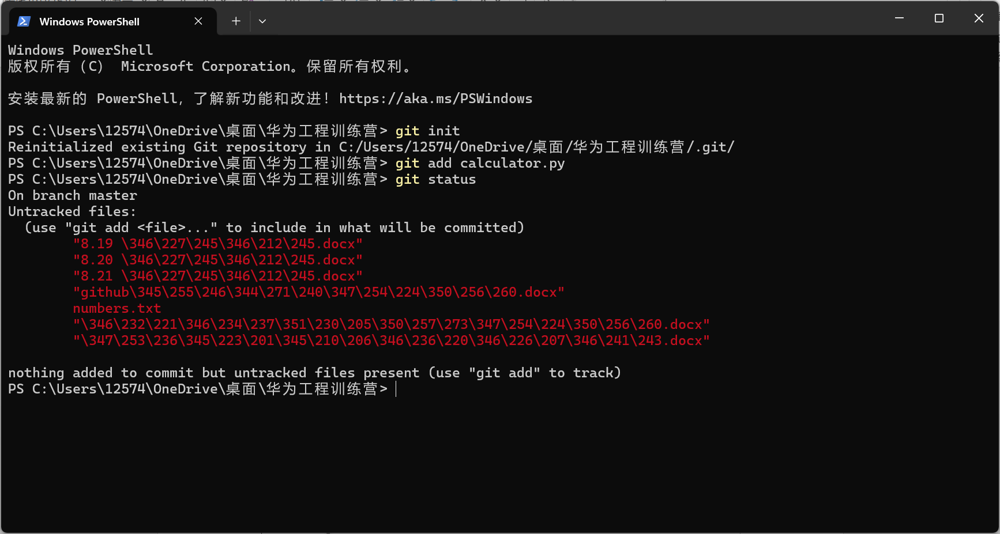 Windows PowerShell
Windows PowerShell
版权所有 (C) Microsoft Corporation。保留所有权利。
安装最新的 PowerShell，了解新功能和改进！https://aka.ms/PSWindows
PS C:\Users\12574\OneDrive\桌面\华为工程训练营> git init
Reinitialized existing Git repository in C:/Users/12574/OneDrive/桌面/华为工程训练营/.git/
PS C:\Users\12574\OneDrive\桌面\华为工程训练营> git add calculator.py
PS C:\Users\12574\OneDrive\桌面\华为工程训练营> git status
On branch master
Untracked files:
  (use "git add <file>..." to include in what will be committed)
        "8.19 \346\227\245\346\212\245.docx"
        "8.20 \346\227\245\346\212\245.docx"
        "8.21 \346\227\245\346\212\245.docx"
        "github\345\255\246\344\271\240\347\254\224\350\256\260.docx"
        numbers.txt
        "\346\232\221\346\234\237\351\230\205\350\257\273\347\254\224\350\256\260.docx"
        "\347\253\236\345\223\201\345\210\206\346\236\220\346\226\207\346\241\243.docx"
nothing added to commit but untracked files present (use "git add" to track)
PS C:\Users\12574\OneDrive\桌面\华为工程训练营>